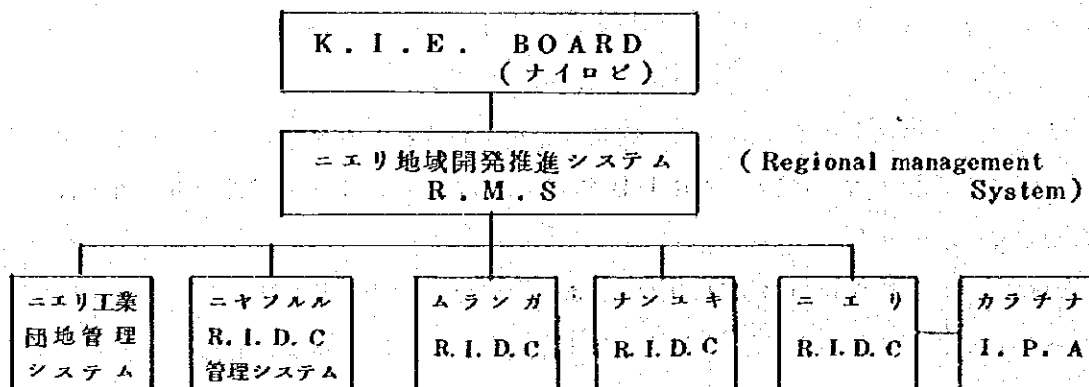 K.I.E. BOARD
(ナイロビ)
ニエリ地域開発推進システム
R.M.S
(Regional management
System)
ニエリ工業
団地管理
システム
ニヤフルル
R.I.D.C
管理システム
ムランガ
R.I.D.C
ナンユキ
R.I.D.C
ニエリ
R.I.D.C
カラチナ
I.P.A